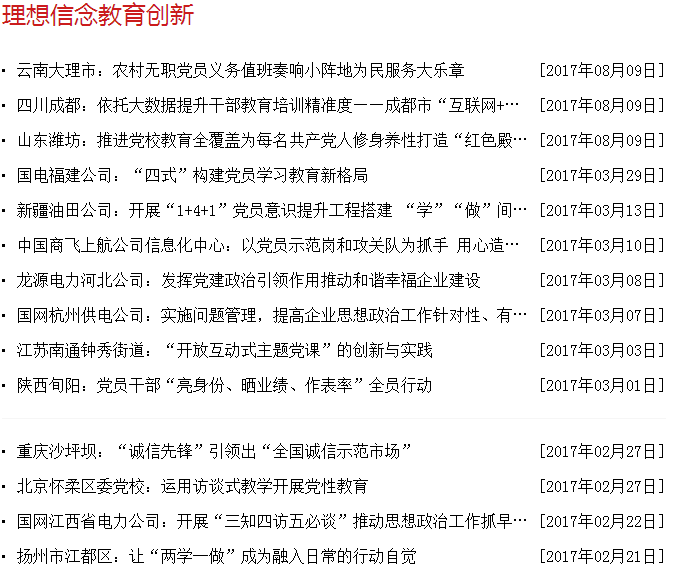 理想信念教育创新
· 云南大理市：农村无职党员义务值班奏响小阵地为民服务大乐章 [2017年08月09日]
· 四川成都：依托大数据提升干部教育培训精准度——成都市“互联网+… [2017年08月09日]
· 山东潍坊：推进党校教育全覆盖为每名共产党人修身养性打造“红色殿… [2017年08月09日]
· 国电福建公司：“四式”构建党员学习教育新格局 [2017年03月29日]
· 新疆油田公司：开展“1+4+1”党员意识提升工程搭建 “学”“做”间… [2017年03月13日]
· 中国商飞上航公司信息化中心：以党员示范岗和攻关队为抓手 用心造… [2017年03月10日]
· 龙源电力河北公司：发挥党建政治引领作用推动和谐幸福企业建设 [2017年03月08日]
· 国网杭州供电公司：实施问题管理，提高企业思想政治工作针对性、有… [2017年03月07日]
· 江苏南通钟秀街道：“开放互动式主题党课”的创新与实践 [2017年03月03日]
· 陕西旬阳：党员干部“亮身份、晒业绩、作表率”全员行动 [2017年03月01日]
· 重庆沙坪坝：“诚信先锋”引领出“全国诚信示范市场” [2017年02月27日]
· 北京怀柔区委党校：运用访谈式教学开展党性教育 [2017年02月27日]
· 国网江西省电力公司：开展“三知四访五必谈”推动思想政治工作抓早… [2017年02月22日]
· 扬州市江都区：让“两学一做”成为融入日常的行动自觉 [2017年02月21日]